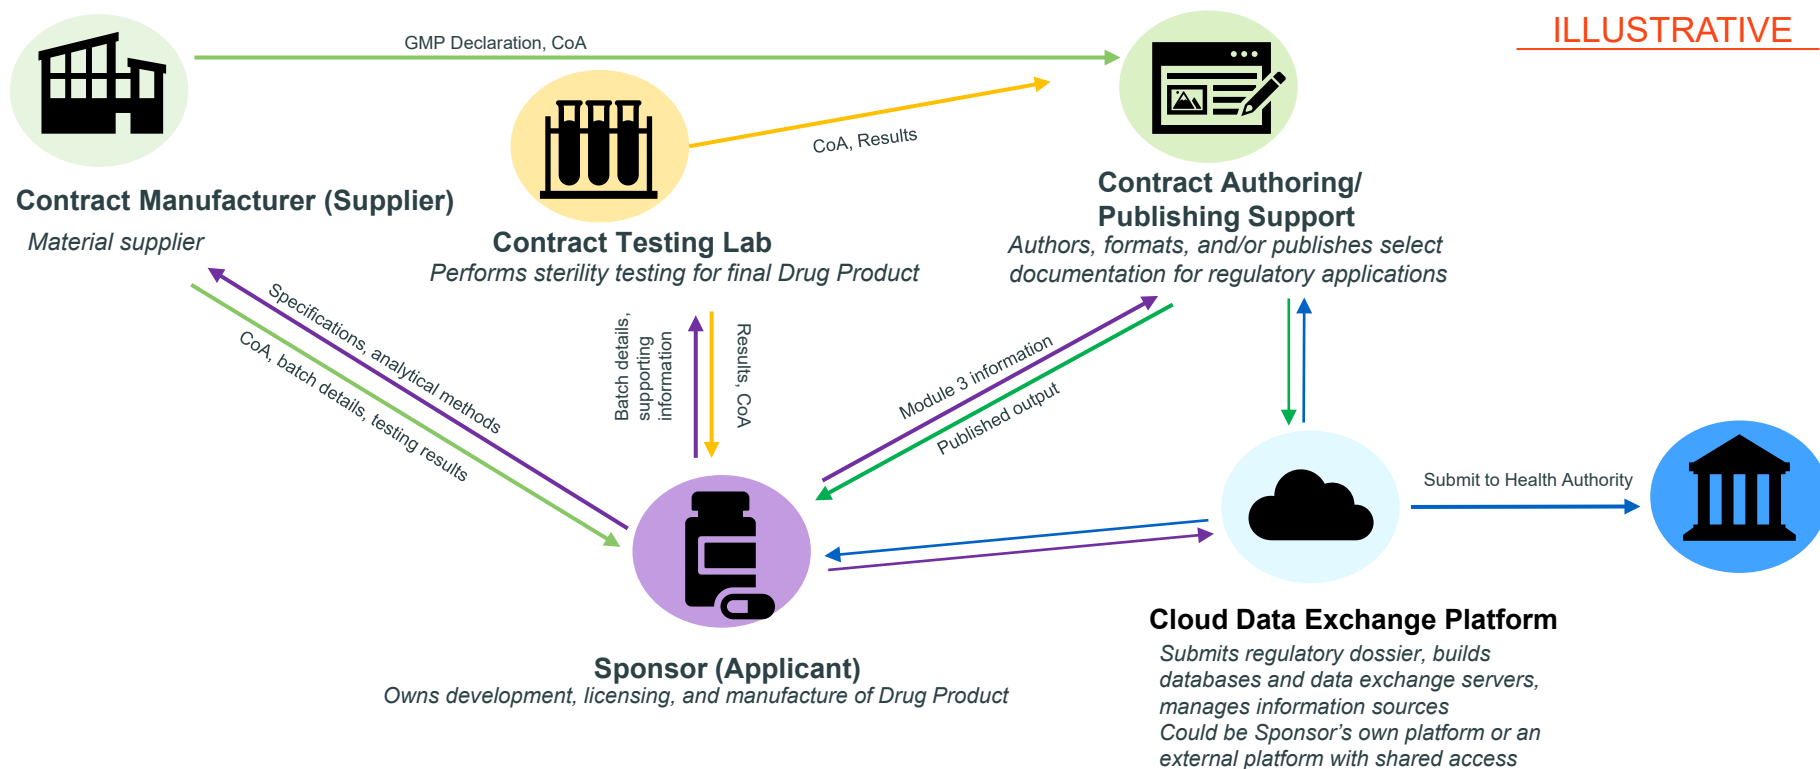 ILLUSTRATIVE
GMP Declaration, CoA
CoA, Results
Contract Manufacturer (Supplier)
Material supplier
Contract Testing Lab
Performs sterility testing for final Drug Product
Contract Authoring/
Publishing Support
Authors, formats, and/or publishes select
documentation for regulatory applications
Specifications, analytical methods
CoA, batch details, testing results
Batch details,
supporting
information
Results, CoA
Module 3 information
Published output
Submit to Health Authority
Sponsor (Applicant)
Owns development, licensing, and manufacture of Drug Product
Cloud Data Exchange Platform
Submits regulatory dossier, builds
databases and data exchange servers,
manages information sources
Could be Sponsor’s own platform or an
external platform with shared access